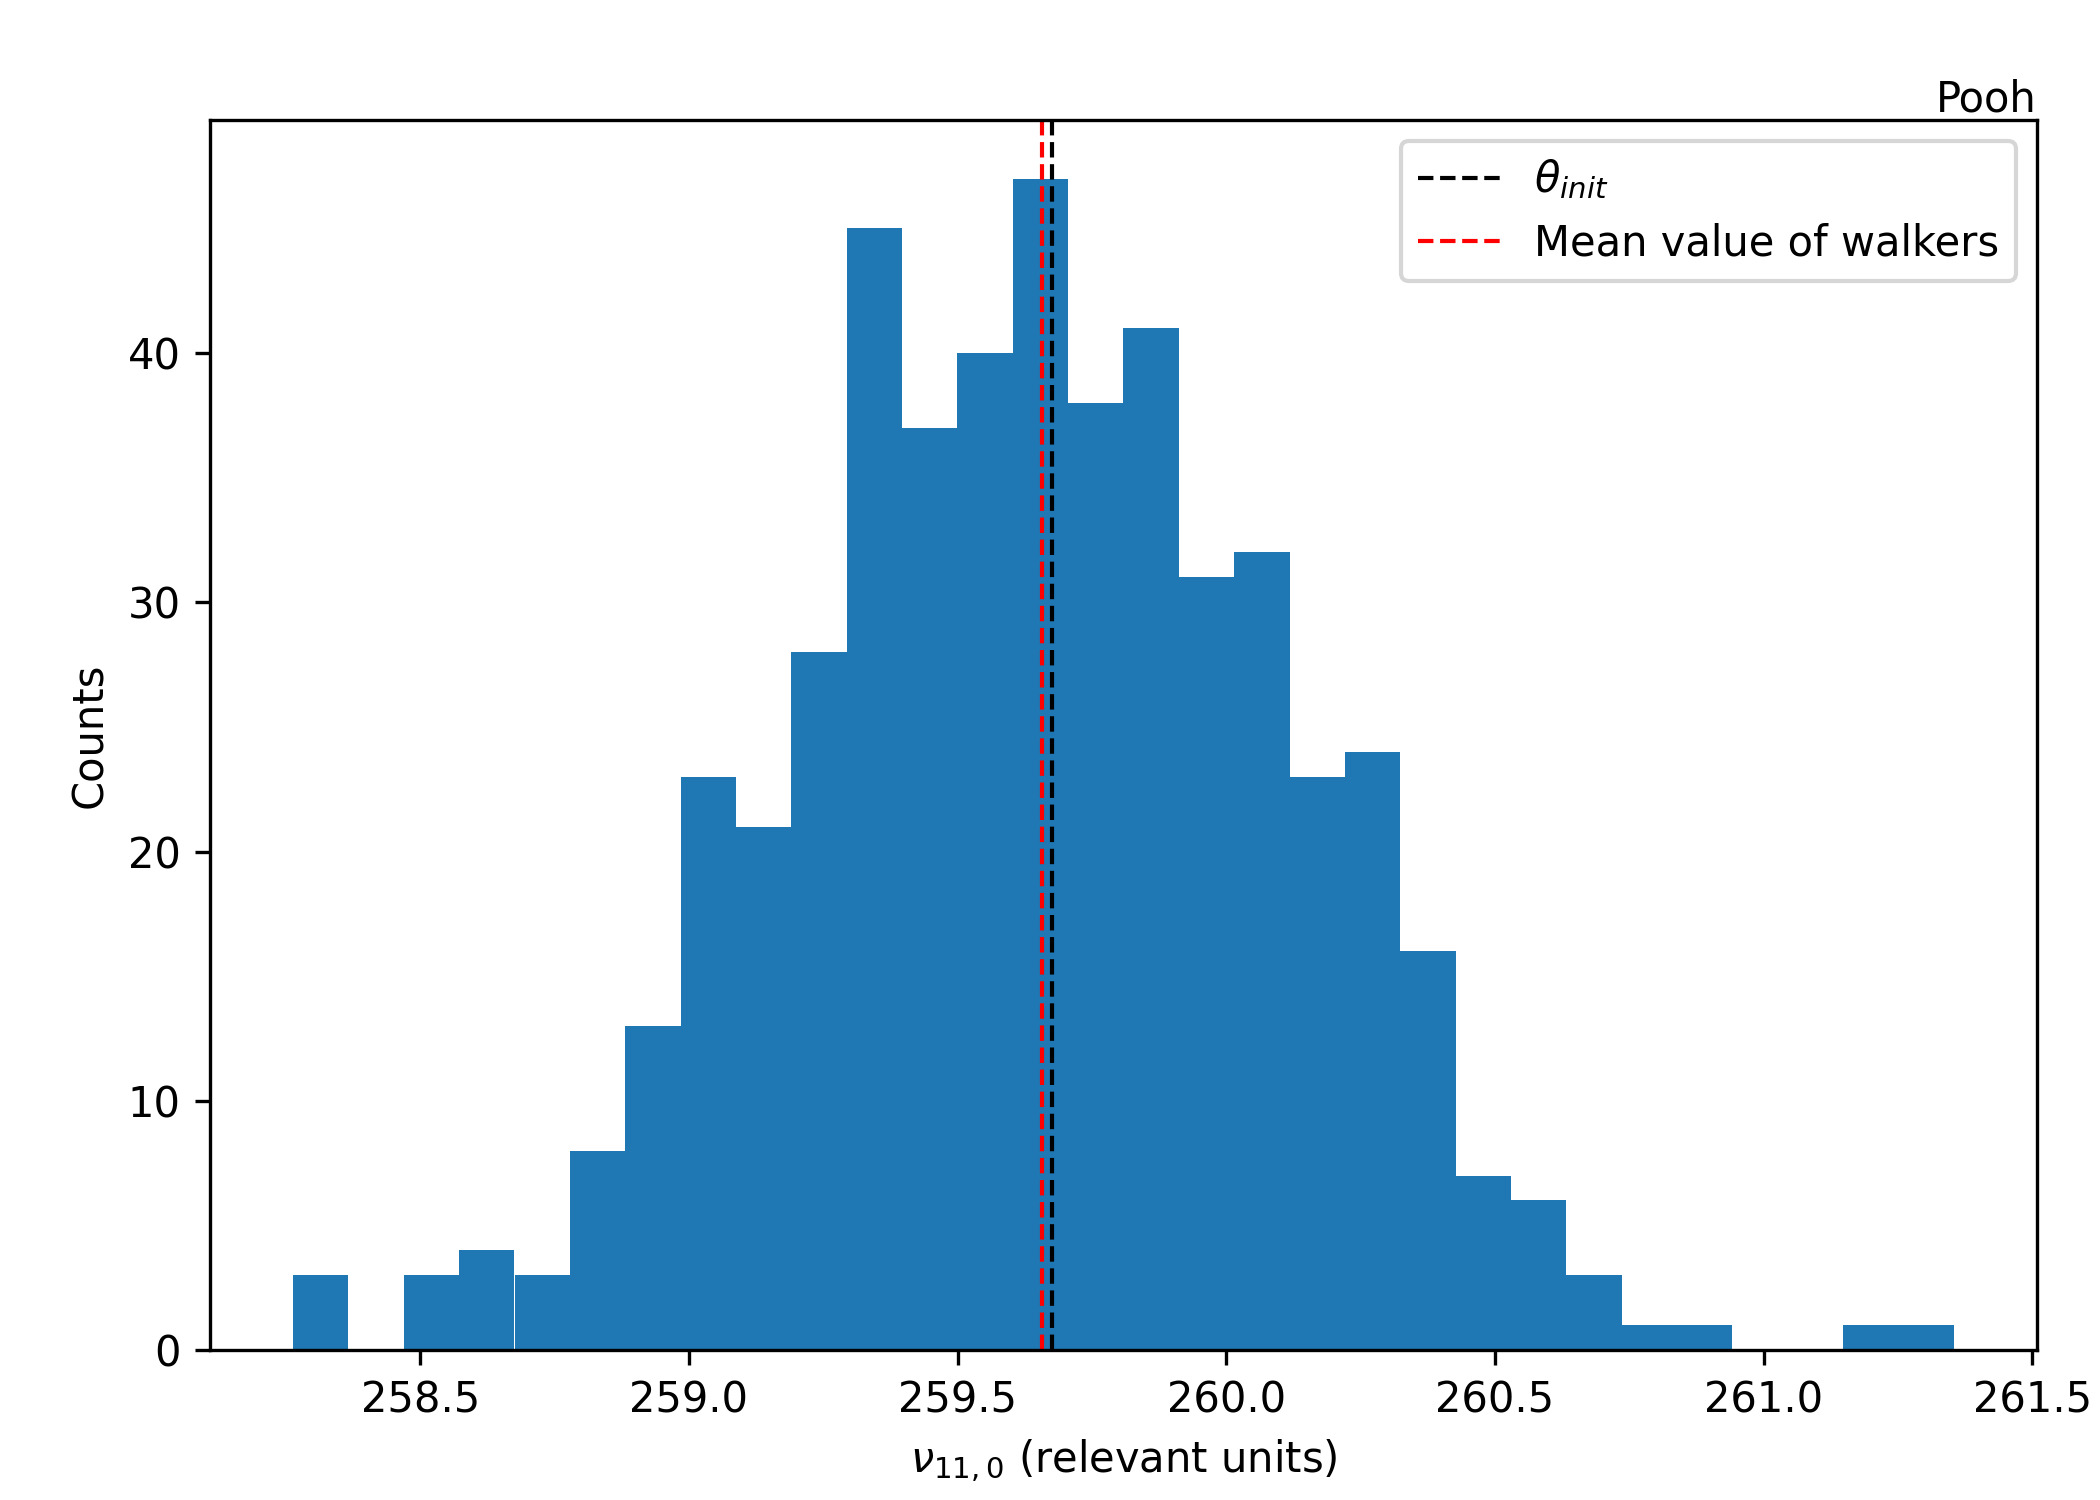 Pooh
θinit
Mean value of walkers
Counts
40
30
20
10
0
258.5 259.0 259.5 260.0 260.5 261.0 261.5
ν11, 0 (relevant units)